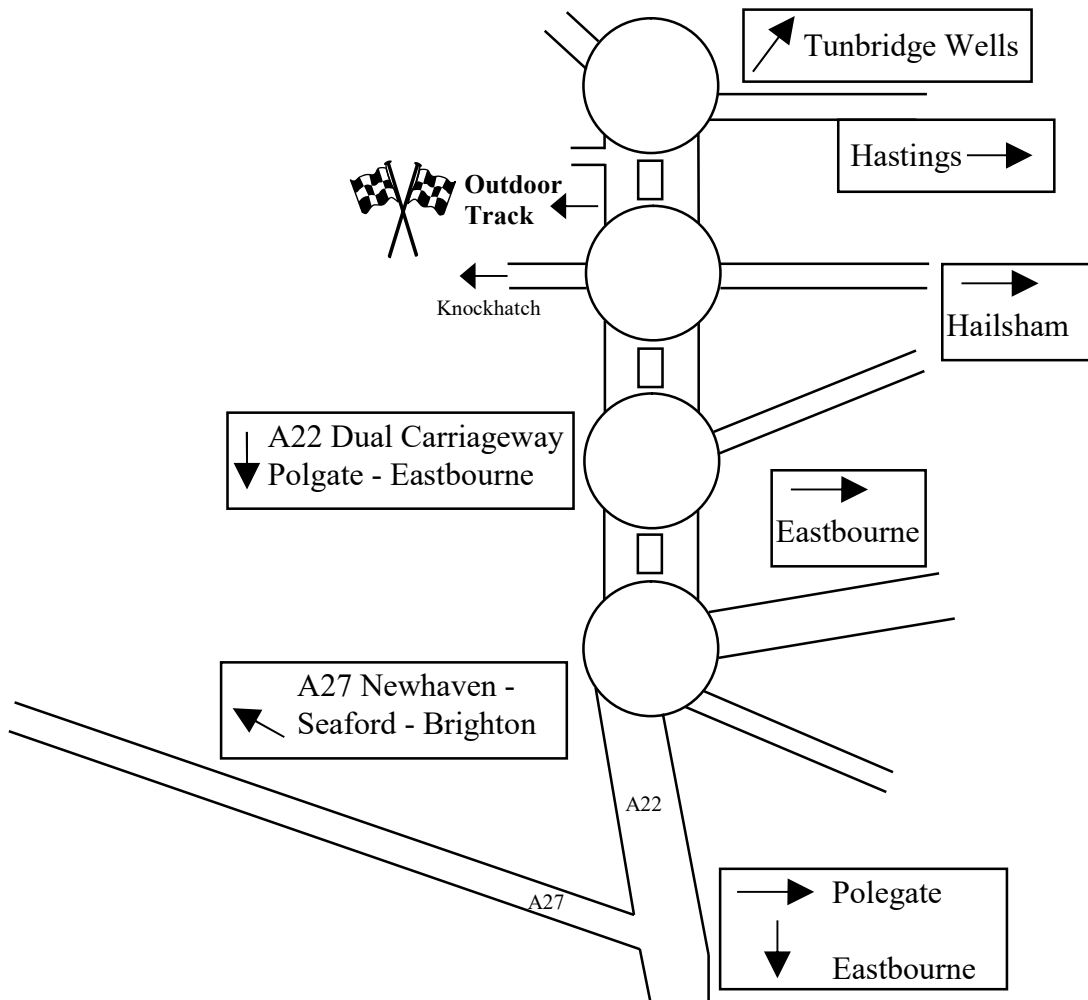 Tunbridge Wells
Hastings
Outdoor
Track
Knockhatch
Hailsham
A22 Dual Carriageway
Polgate - Eastbourne
Eastbourne
A27 Newhaven -
Seaford - Brighton
A22
A27
Polegate
Eastbourne